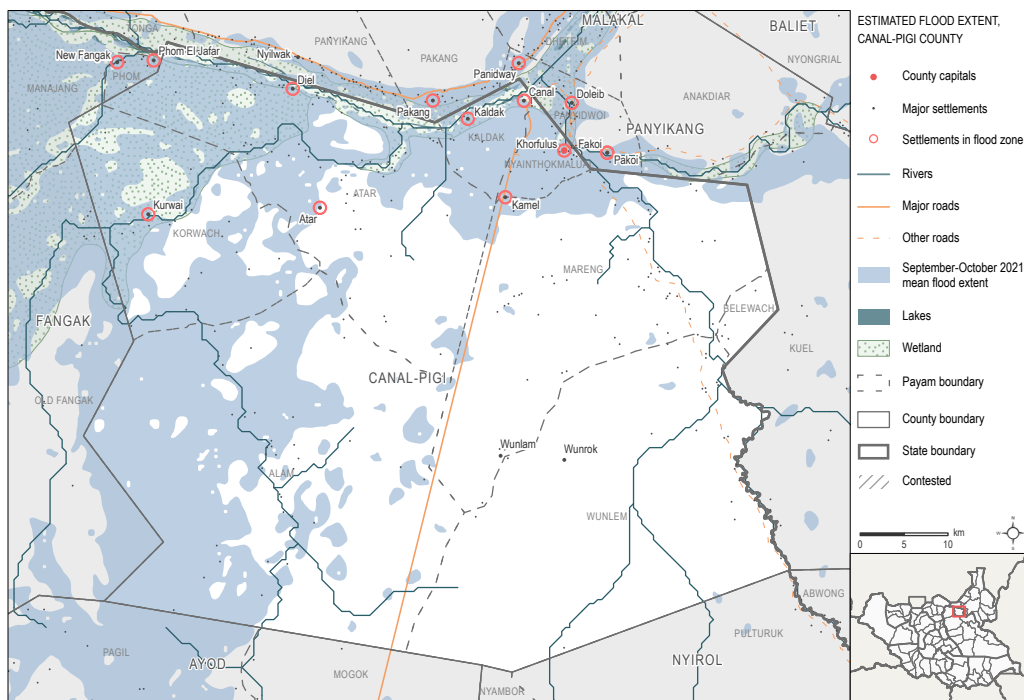 TONGA
PANYIKANG
MALAKAL
BALIET
New Fangak
Phom El-Jafar
Nyilwak
PAKANG
DHETHIM
NYONGRIAL
PHOM
MANAJANG
Diel
Panidway
Canal
Doleib
ANAKDIAR
Pakang
Kaldak
PANYIDWOI
KALDAK
PANYIKANG
Khorfulus
Fakoi
Pakoi
NYAINTHOKMALUAL
ATAR
Kamel
Kurwai
Atar
KORWACH
MARENG
BELEWACH
FANGAK
KUEL
CANAL-PIGI
OLD FANGAK
Wunlam
Wunrok
ALAM
WUNLEM
ABWONG
PULTURUK
PAGIL
AYOD
MOGOK
NYAMBOR
NYIROL
ESTIMATED FLOOD EXTENT,
CANAL-PIGI COUNTY
County capitals
Major settlements
Settlements in flood zone
Rivers
Major roads
Other roads
September-October 2021
mean flood extent
Lakes
Wetland
Payam boundary
County boundary
State boundary
Contested
km
0 5 10
N
W
S